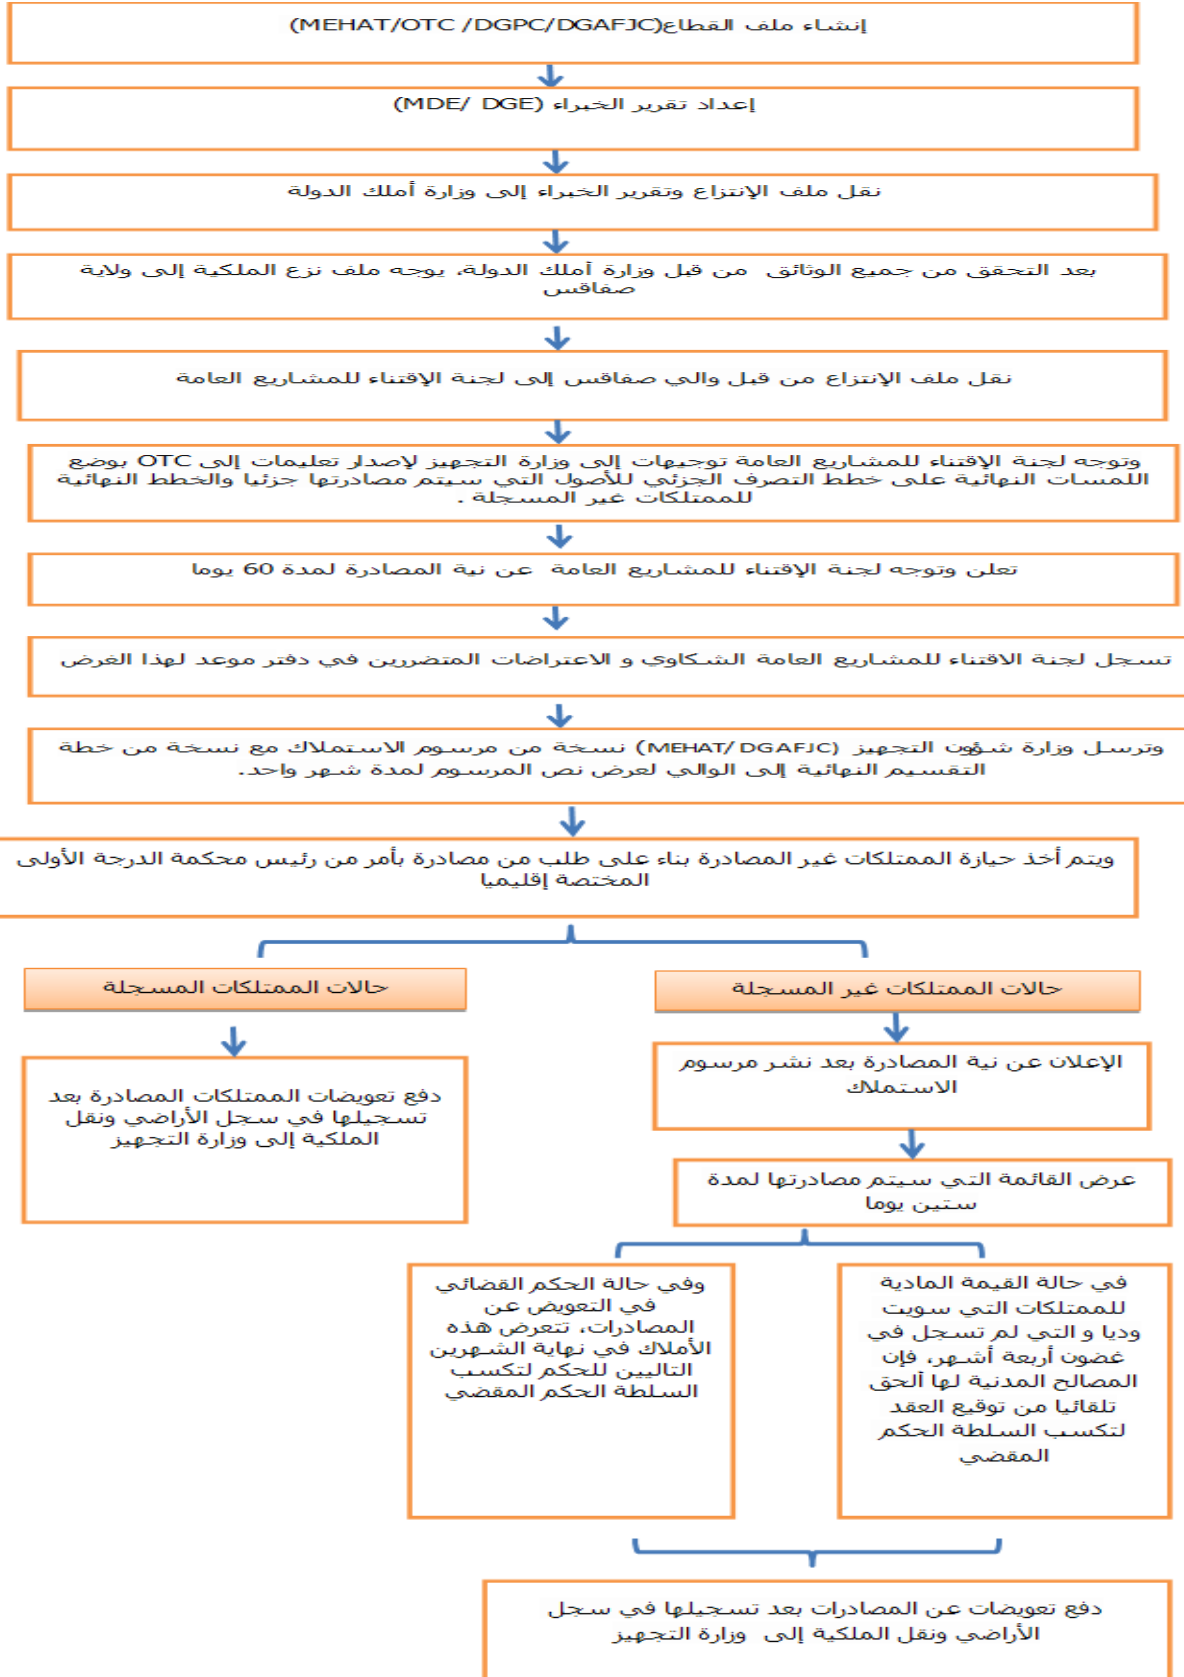 إنشاء ملف القطاع(MEHAT/OTC /DGPC/DGAFJC)
إعداد تقرير الخبراء (MDE/ DGE)
نقل ملف الإنتزاع وتقرير الخبراء إلى وزارة أملك الدولة
بعد التحقق من جميع الوثائق من قبل وزارة أملك الدولة، يوجه ملف نزع الملكية إلى ولاية
صفاقس
نقل ملف الإنتزاع من قبل والي صفاقس إلى لجنة الإقتناء للمشاريع العامة
وتوجه لجنة الإقتناء للمشاريع العامة توجيهات إلى وزارة التجهيز لإصدار تعليمات إلى OTC بوضع
اللمسات النهائية على خطط التصرف الجزئي للأصول التي سيتم مصادرتها جزئيا والخطط النهائية
للممتلكات غير المسجلة .
تعلن وتوجه لجنة الإقتناء للمشاريع العامة عن نية المصادرة لمدة 60 يوما
تسجل لجنة الاقتناء للمشاريع العامة الشكاوي و الاعتراضات المتضررين في دفتر موعد لهذا الغرض
وترسل وزارة شؤون التجهيز (MEHAT/DGAFJC) نسخة من مرسوم الاستملاك مع نسخة من خطة
التقسيم النهائية إلى الوالي لعرض نص المرسوم لمدة شهر واحد.
ويتم أخذ حيازة الممتلكات غير المصادرة بناء على طلب من مصادرة بأمر من رئيس محكمة الدرجة الأولى
المختصة إقليميا
حالات الممتلكات غير المسجلة
حالات الممتلكات المسجلة
الإعلان عن نية المصادرة بعد نشر مرسوم
الاستملاك
دفع تعويضات الممتلكات المصادرة بعد
تسجيلها في سجل الأراضي ونقل
الملكية إلى وزارة التجهيز
عرض القائمة التي سيتم مصادرتها لمدة
ستين يوما
في حالة القيمة المادية
للممتلكات التي سويت
وديا و التي لم تسجل في
غضون أربعة أشهر، فإن
المصالح المدنية لها ألحق
تلقائيا من توقيع العقد
لتكسب السلطة الحكم
المقضي
وفي حالة الحكم القضائي
في التعويض عن
المصادرات، تتعرض هذه
الأملاك في نهاية الشهرين
التاليين للحكم لتكسب
السلطة الحكم المقضي
دفع تعويضات عن المصادرات بعد تسجيلها في سجل
الأراضي ونقل الملكية إلى وزارة التجهيز